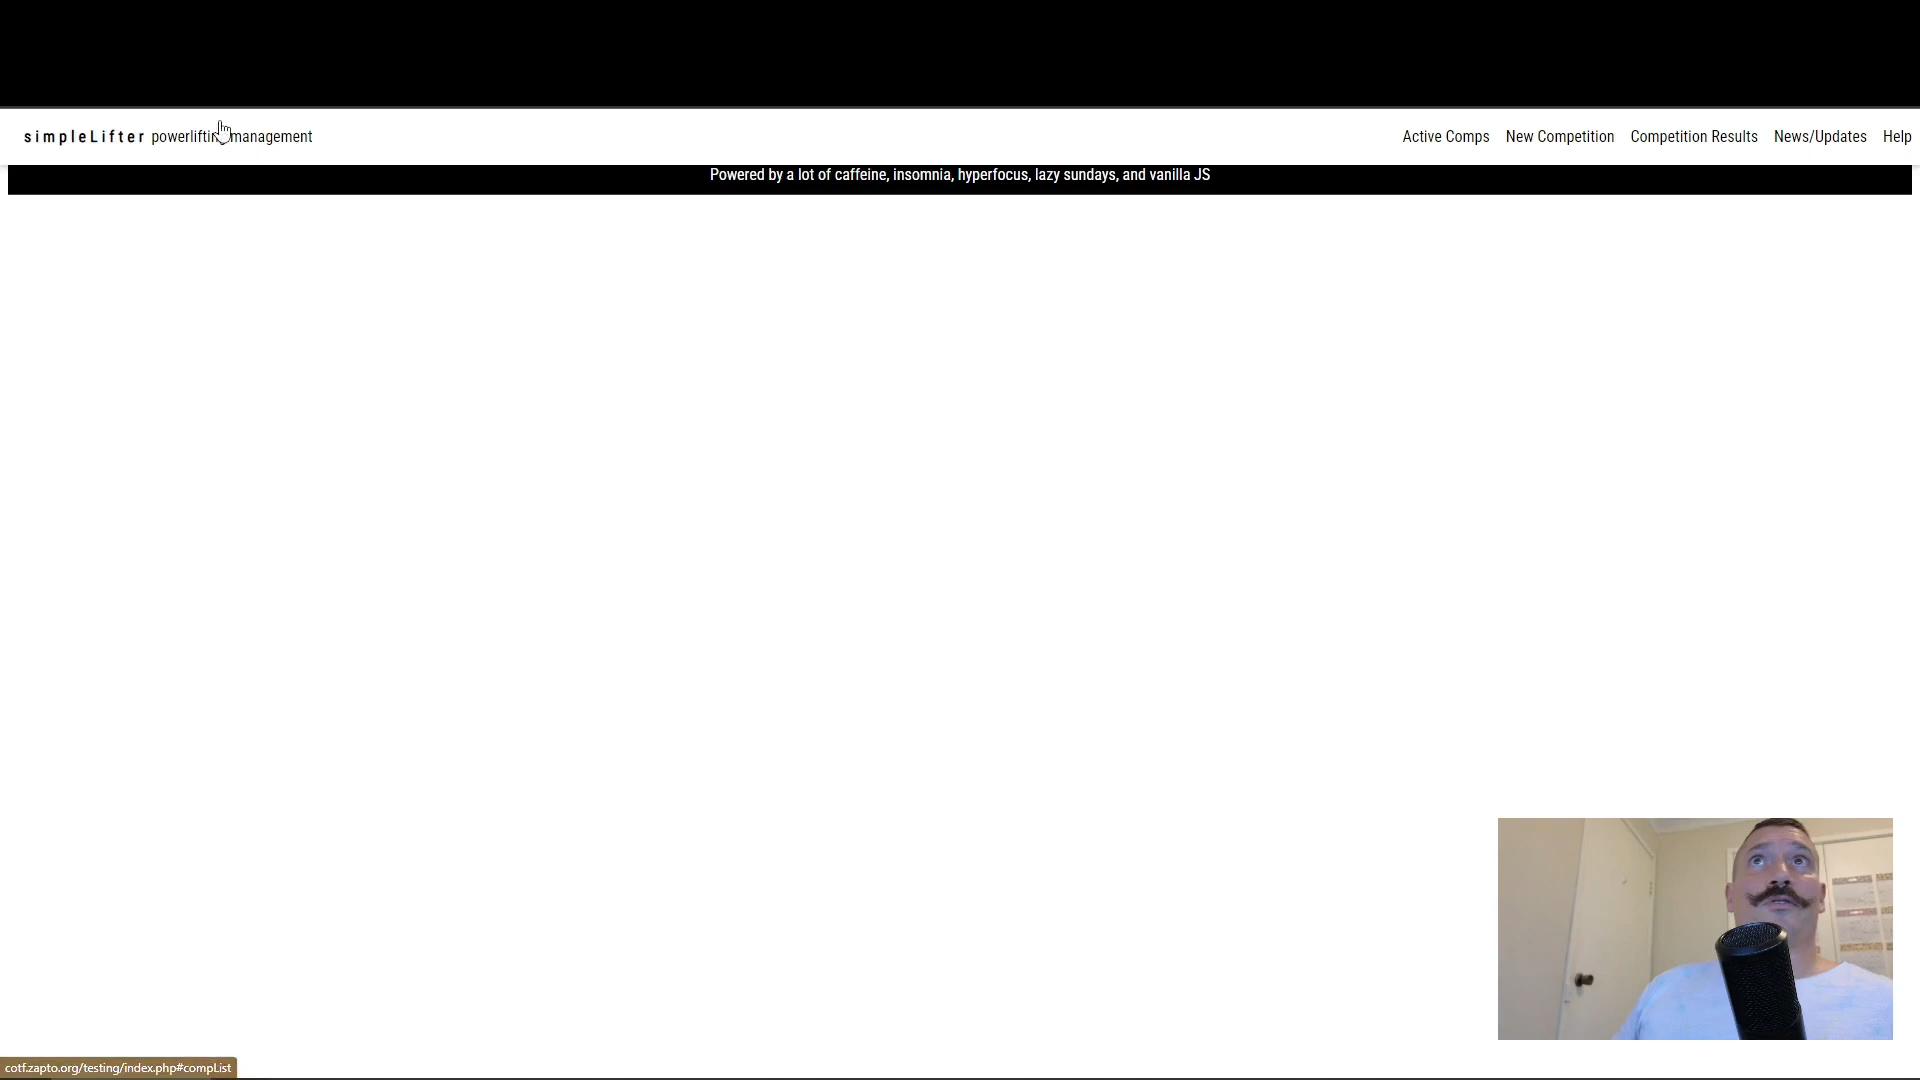 simpleLifter powerlifting management
Active Comps New Competition Competition Results News/Updates Help
Powered by a lot of caffeine, insomnia, hyperfocus, lazy sundays, and vanilla JS
cotf.zapto.org/testing/index.php#compList